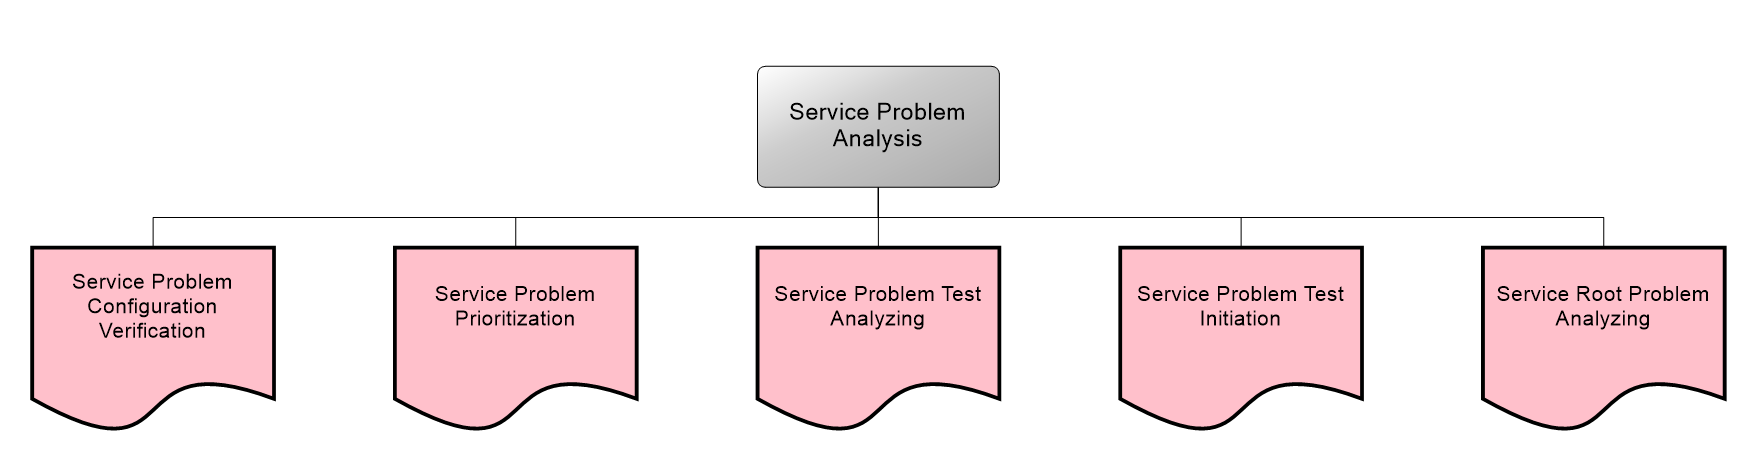 Service Problem
Analysis
Service Problem
Configuration
Verification
Service Problem
Prioritization
Service Problem Test
Analyzing
Service Problem Test
Initiation
Service Root Problem
Analyzing